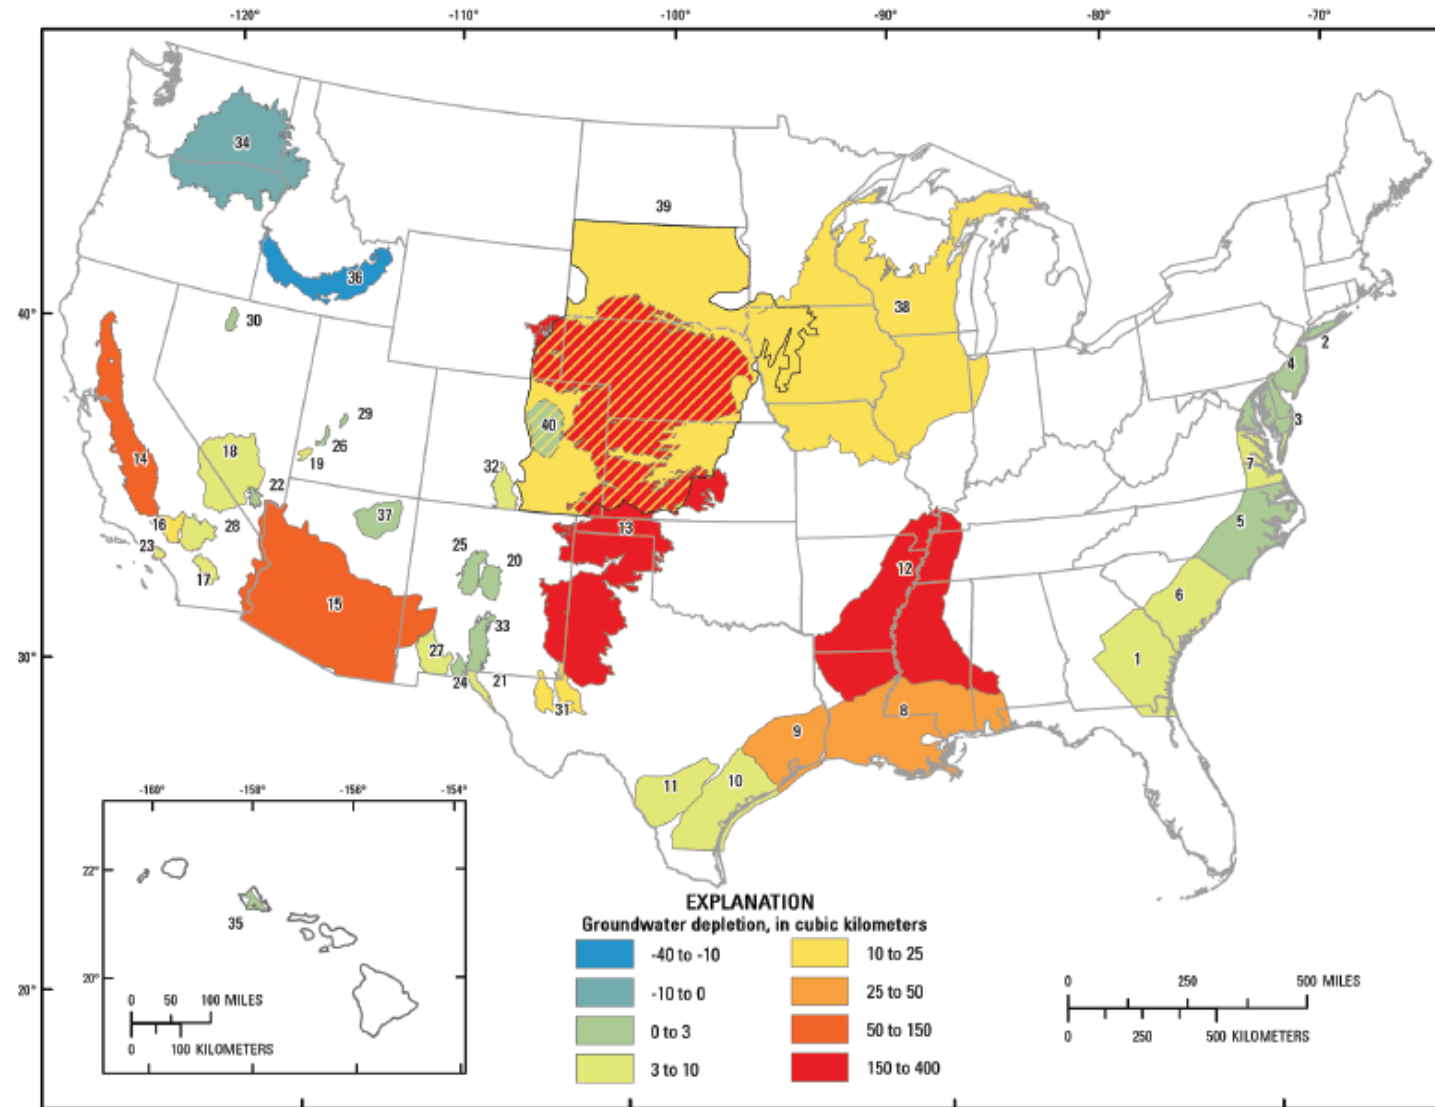 -120° -110° -100° -90° -80° -70°
34
39
36
38
40°
30
2
4
29
40
3
26
18
14
19
32
7
22
37
16
28
5
13
23
25
20
12
17
6
15
33
27
1
30°
24
21
31
8
9
10
11
-160° -158° -156° -154°
22°
35
20°
0 50 100 MILES
0 100 KILOMETERS
20°
EXPLANATION
Groundwater depletion, in cubic kilometers
-40 to -10
-10 to 0
0 to 3
3 to 10
10 to 25
25 to 50
50 to 150
150 to 400
0 250 500 MILES
0 250 500 KILOMETERS